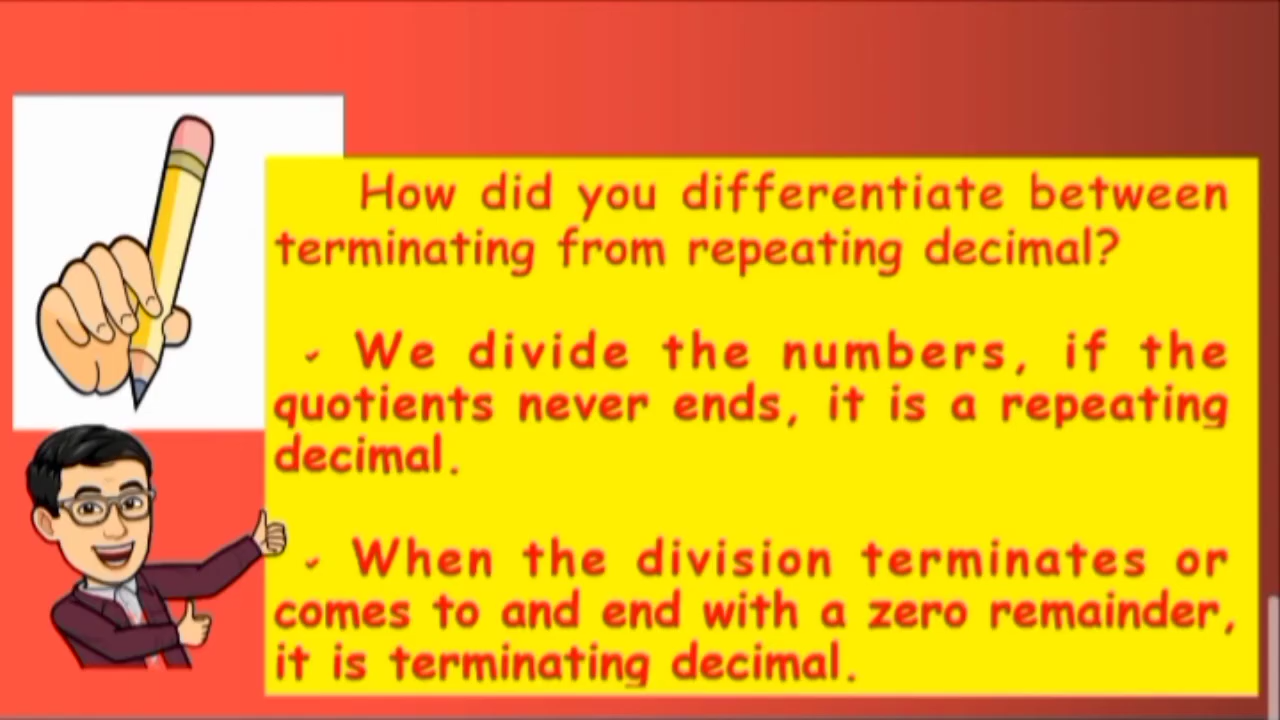 How did you differentiate between
terminating from repeating decimal?
✓ We divide the numbers, if the
quotients never ends, it is a repeating
decimal.
✓ When the division terminates or
comes to and end with a zero remainder,
it is terminating decimal.